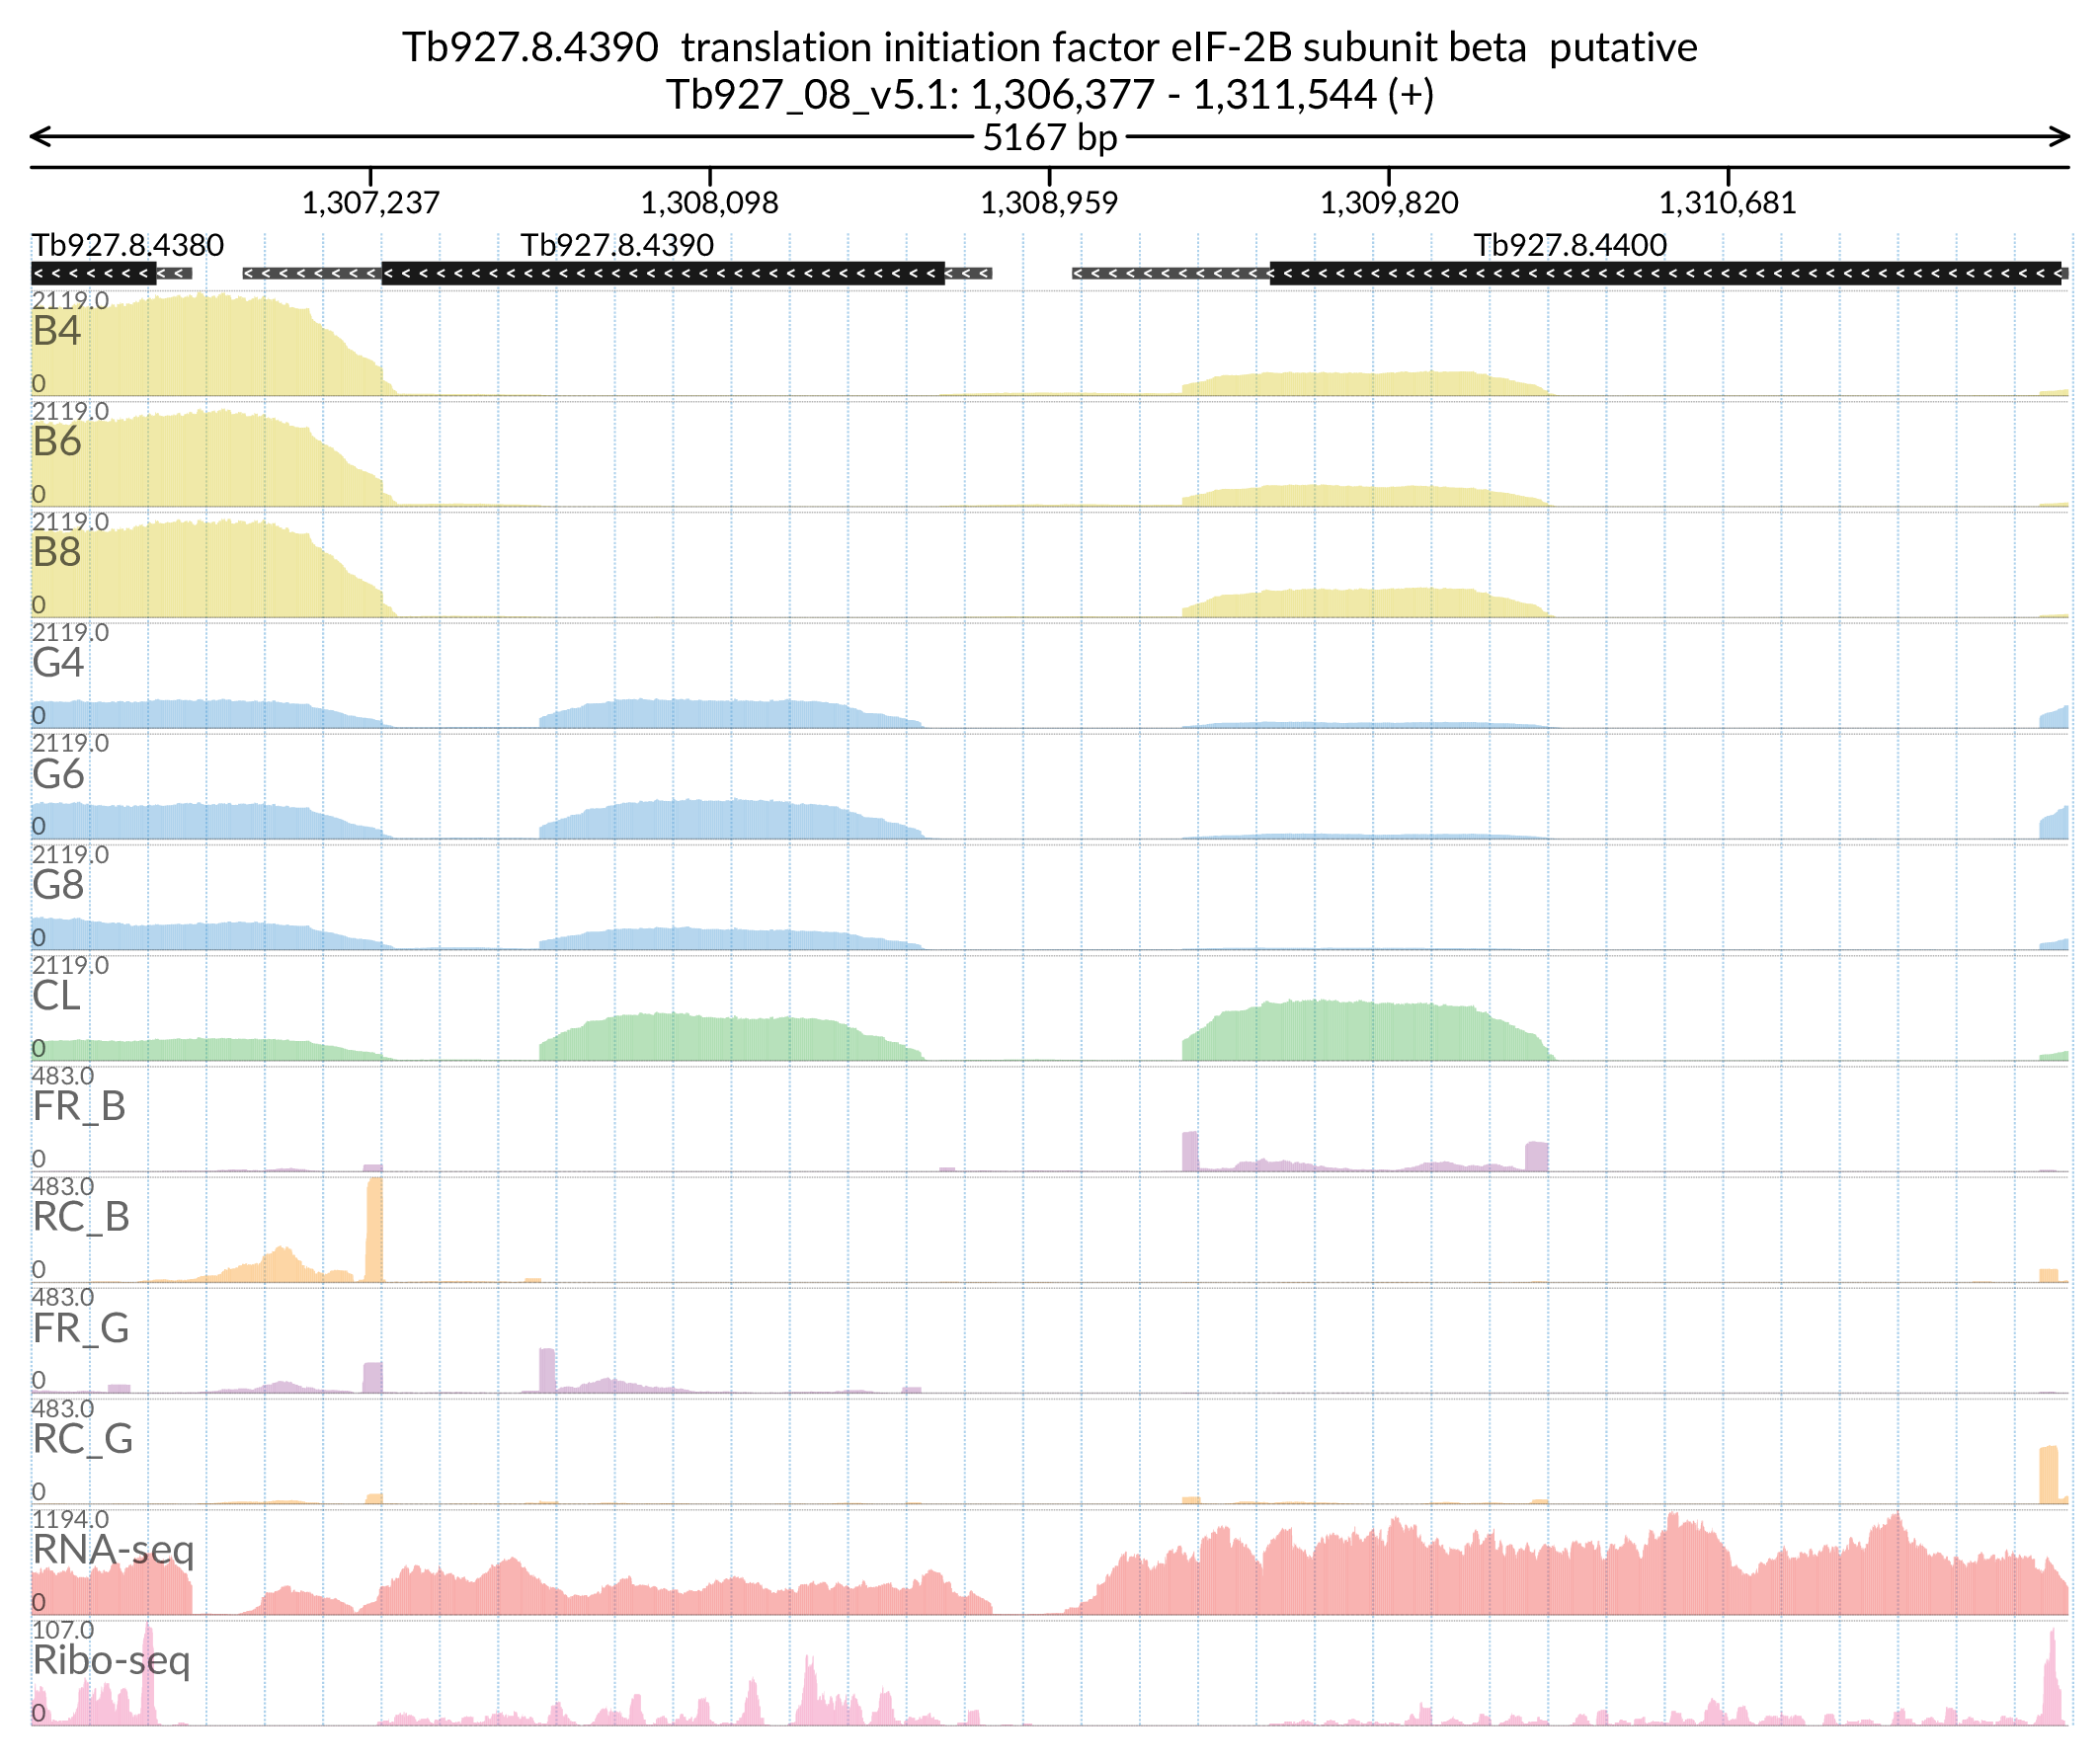 Tb927.8.4390  translation initiation factor eIF-2B subunit beta  putative
Tb927_08_v5.1: 1,306,377 - 1,311,544 (+)
5167 bp
1,307,237 1,308,098 1,308,959 1,309,820 1,310,681
Tb927.8.4380 Tb927.8.4390 Tb927.8.4400
2119.0
B4
0
2119.0
B6
0
2119.0
B8
0
2119.0
G4
0
2119.0
G6
0
2119.0
G8
0
2119.0
CL
0
483.0
FR_B
0
483.0
RC_B
0
483.0
FR_G
0
483.0
RC_G
0
1194.0
RNA-seq
0
107.0
Ribo-seq
0